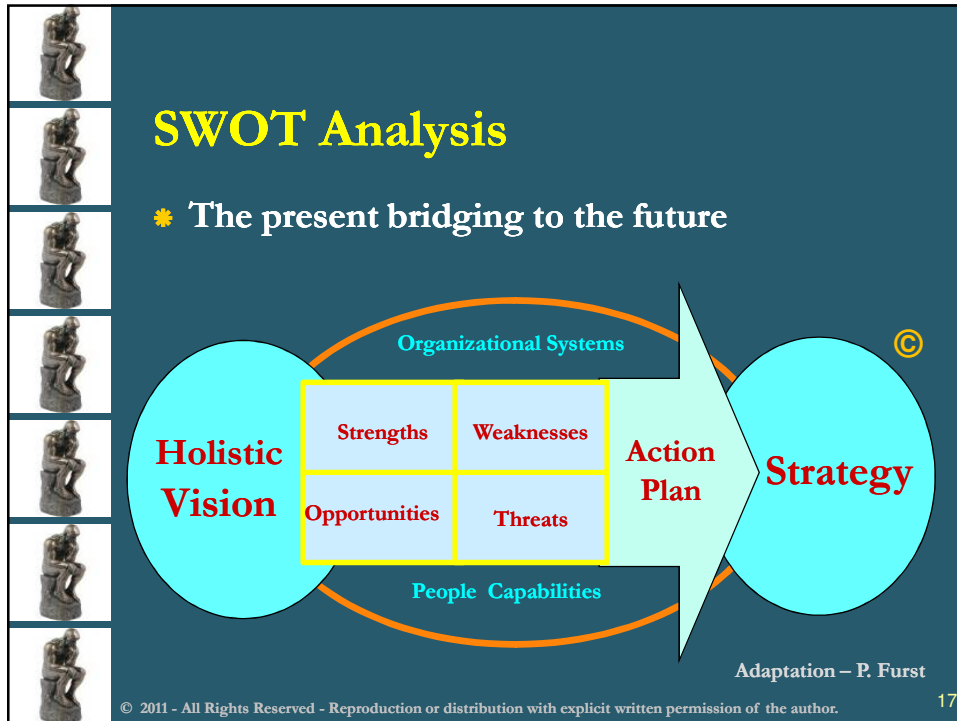 SWOT Analysis
The present bridging to the future
Organizational Systems
©
Holistic
Vision
Strengths
Weaknesses
Opportunities
Threats
Action
Plan
Strategy
People Capabilities
Adaptation – P. Furst
© 2011 - All Rights Reserved - Reproduction or distribution with explicit written permission of the author.
17